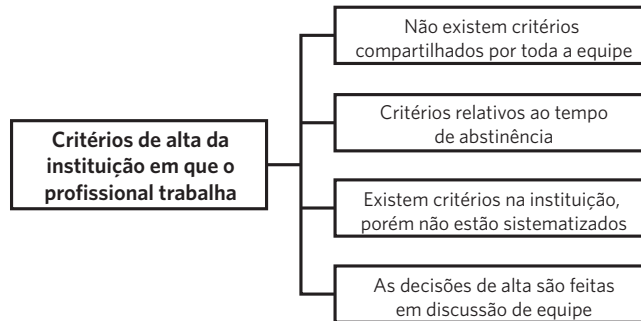 Critérios de alta da
instituição em que o
profissional trabalha
Não existem critérios
compartilhados por toda a equipe
Critérios relativos ao tempo
de abstinência
Existem critérios na instituição,
porém não estão sistematizados
As decisões de alta são feitas
em discussão de equipe